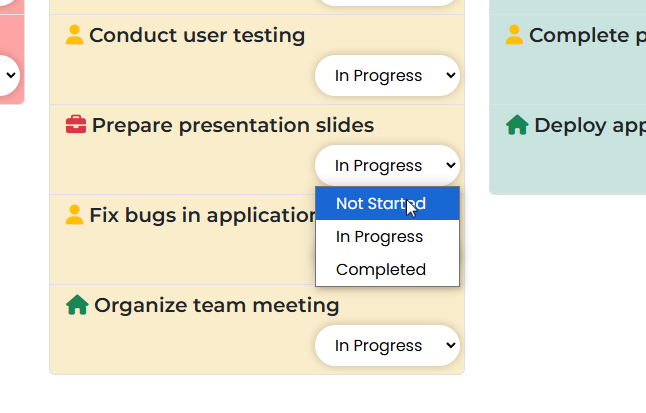 Conduct user testing
In Progress
Prepare presentation slides
In Progress
Not Started
In Progress
Completed
Fix bugs in application
Organize team meeting
In Progress
Complete p
Deploy app